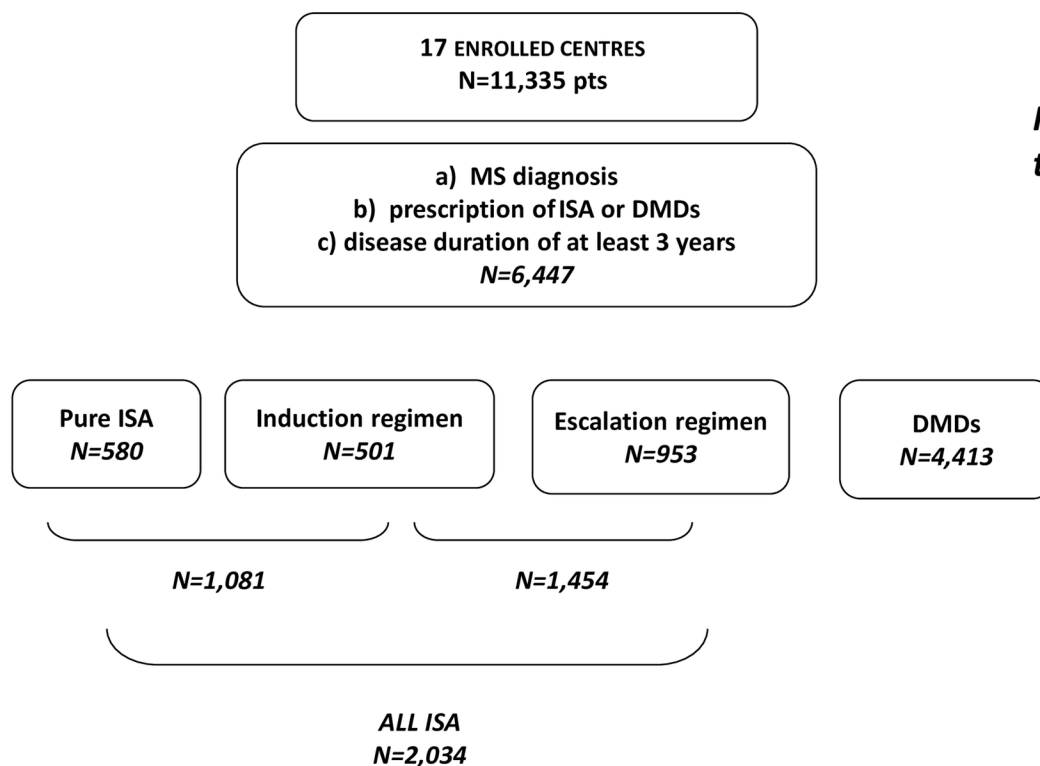 17 ENROLLED CENTRES
N=11,335 pts
a) MS diagnosis
b) prescription of ISA or DMDs
c) disease duration of at least 3 years
N=6,447
Pure ISA
N=580
Induction regimen
N=501
Escalation regimen
N=953
DMDs
N=4,413
N=1,081
N=1,454
ALL ISA
N=2,034